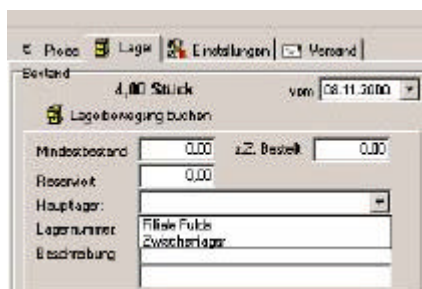 € Preise Lager Einstellungen Versand
Bestand
4,00 Stück vom 08.11.2000
Lagerbewegung buchen
Mindestbestand 0,00 z.Z. Bestellt 0,00
Reserviert 0,00
Hauptlager:
Lagernummer Filiale Fulda
Zwischenlager
Beschreibung